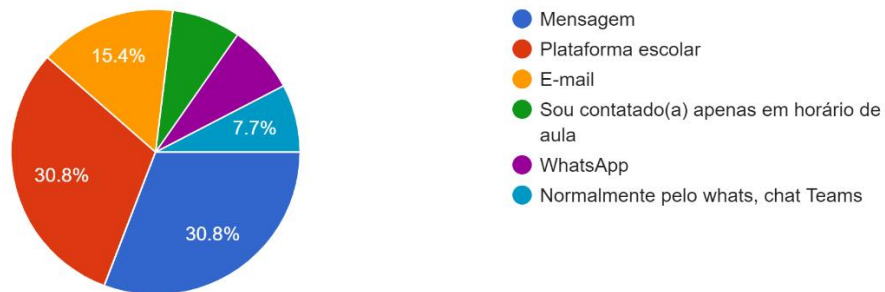 15.4%
30.8%
7.7%
30.8%
Mensagem
Plataforma escolar
E-mail
Sou contatado(a) apenas em horário de
aula
WhatsApp
Normalmente pelo whats, chat Teams